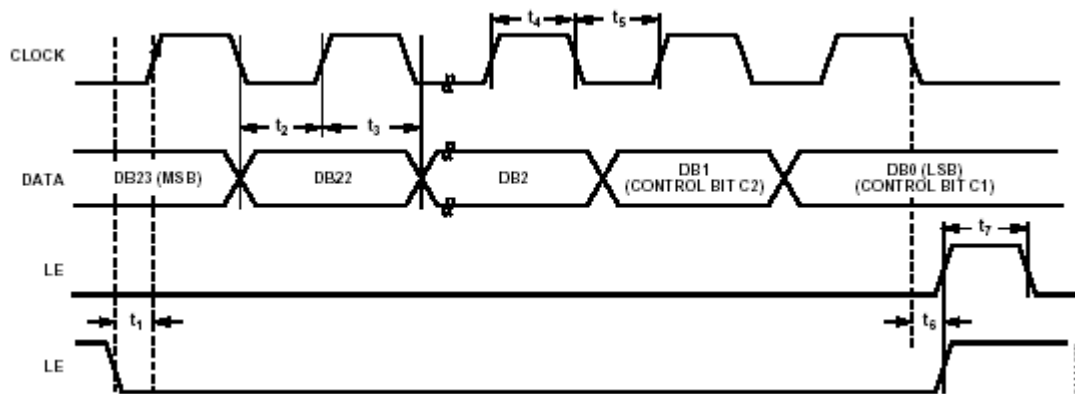 t4 t5
CLOCK
t2 t3
DATA DB23 (MSB) DB22 DB2 DB1 (CONTROL BIT C2) DB0 (LSB) (CONTROL BIT C1)
t7
LE
t1 t6
LE